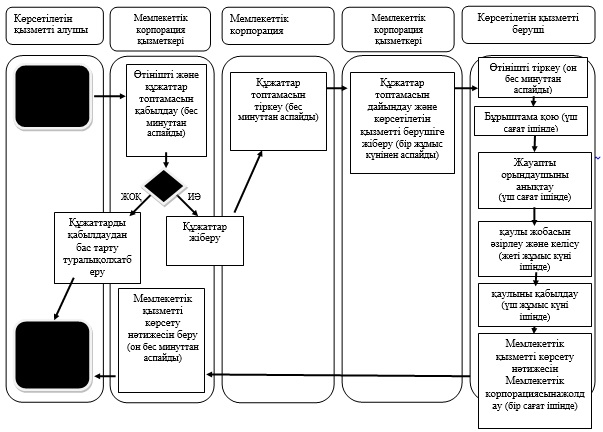 Көрсетілетін
қызметті алушы
Мемлекеттік
корпорация
қызметкері
Мемлекеттік
корпорация
Мемлекеттік
корпорация
қызметкері
Көрсетілетін қызметті
беруші
Өтінішті және
құжаттар
топтамасын
қабылдау (бес
минуттан
аспайды)
ЖОҚ
ИӘ
Құжаттарды
қабылдаудан
бас тарту
туралықолхатб
еру
Құжаттар
жіберу
Мемлекеттік
қызметті
көрсету
нәтижесін беру
(он бес минуттан
аспайды)
Құжаттар
топтамасын
тіркеу (бес
минуттан аспайды)
Құжаттар
топтамасын
дайындау және
көрсетілетін
қызметті берушіге
жіберу (бір жұмыс
күнінен аспайды)
Өтінішті тіркеу (он
бес минуттан
аспайды)
Бұрыштама қою (үш
сағат ішінде)
Жауапты
орындаушыны
анықтау
(үш сағат ішінде)
қаулы жобасын
әзірлеу және келісу
(жеті жұмыс күні
ішінде)
қаулыны қабылдау
(үш жұмыс күні
ішінде)
Мемлекеттік
қызметті көрсету
нәтижесін
Мемлекеттік
корпорациясынажолд
ау (бір сағат ішінде)